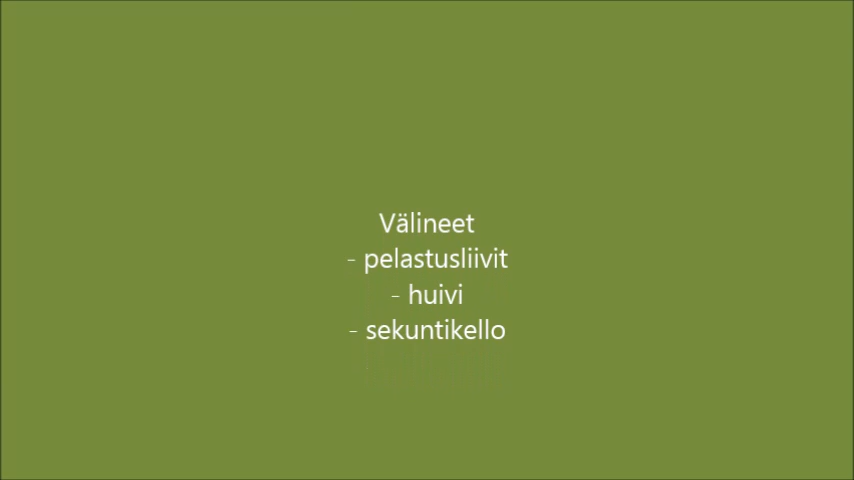 Välineet
- pelastusliivit
- huivi
- sekuntikello